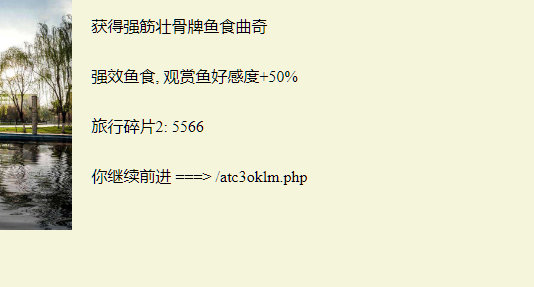 获得强筋壮骨牌鱼食曲奇
强效鱼食, 观赏鱼好感度+50%
旅行碎片2: 5566
你继续前进 ===> /atc3oklm.php